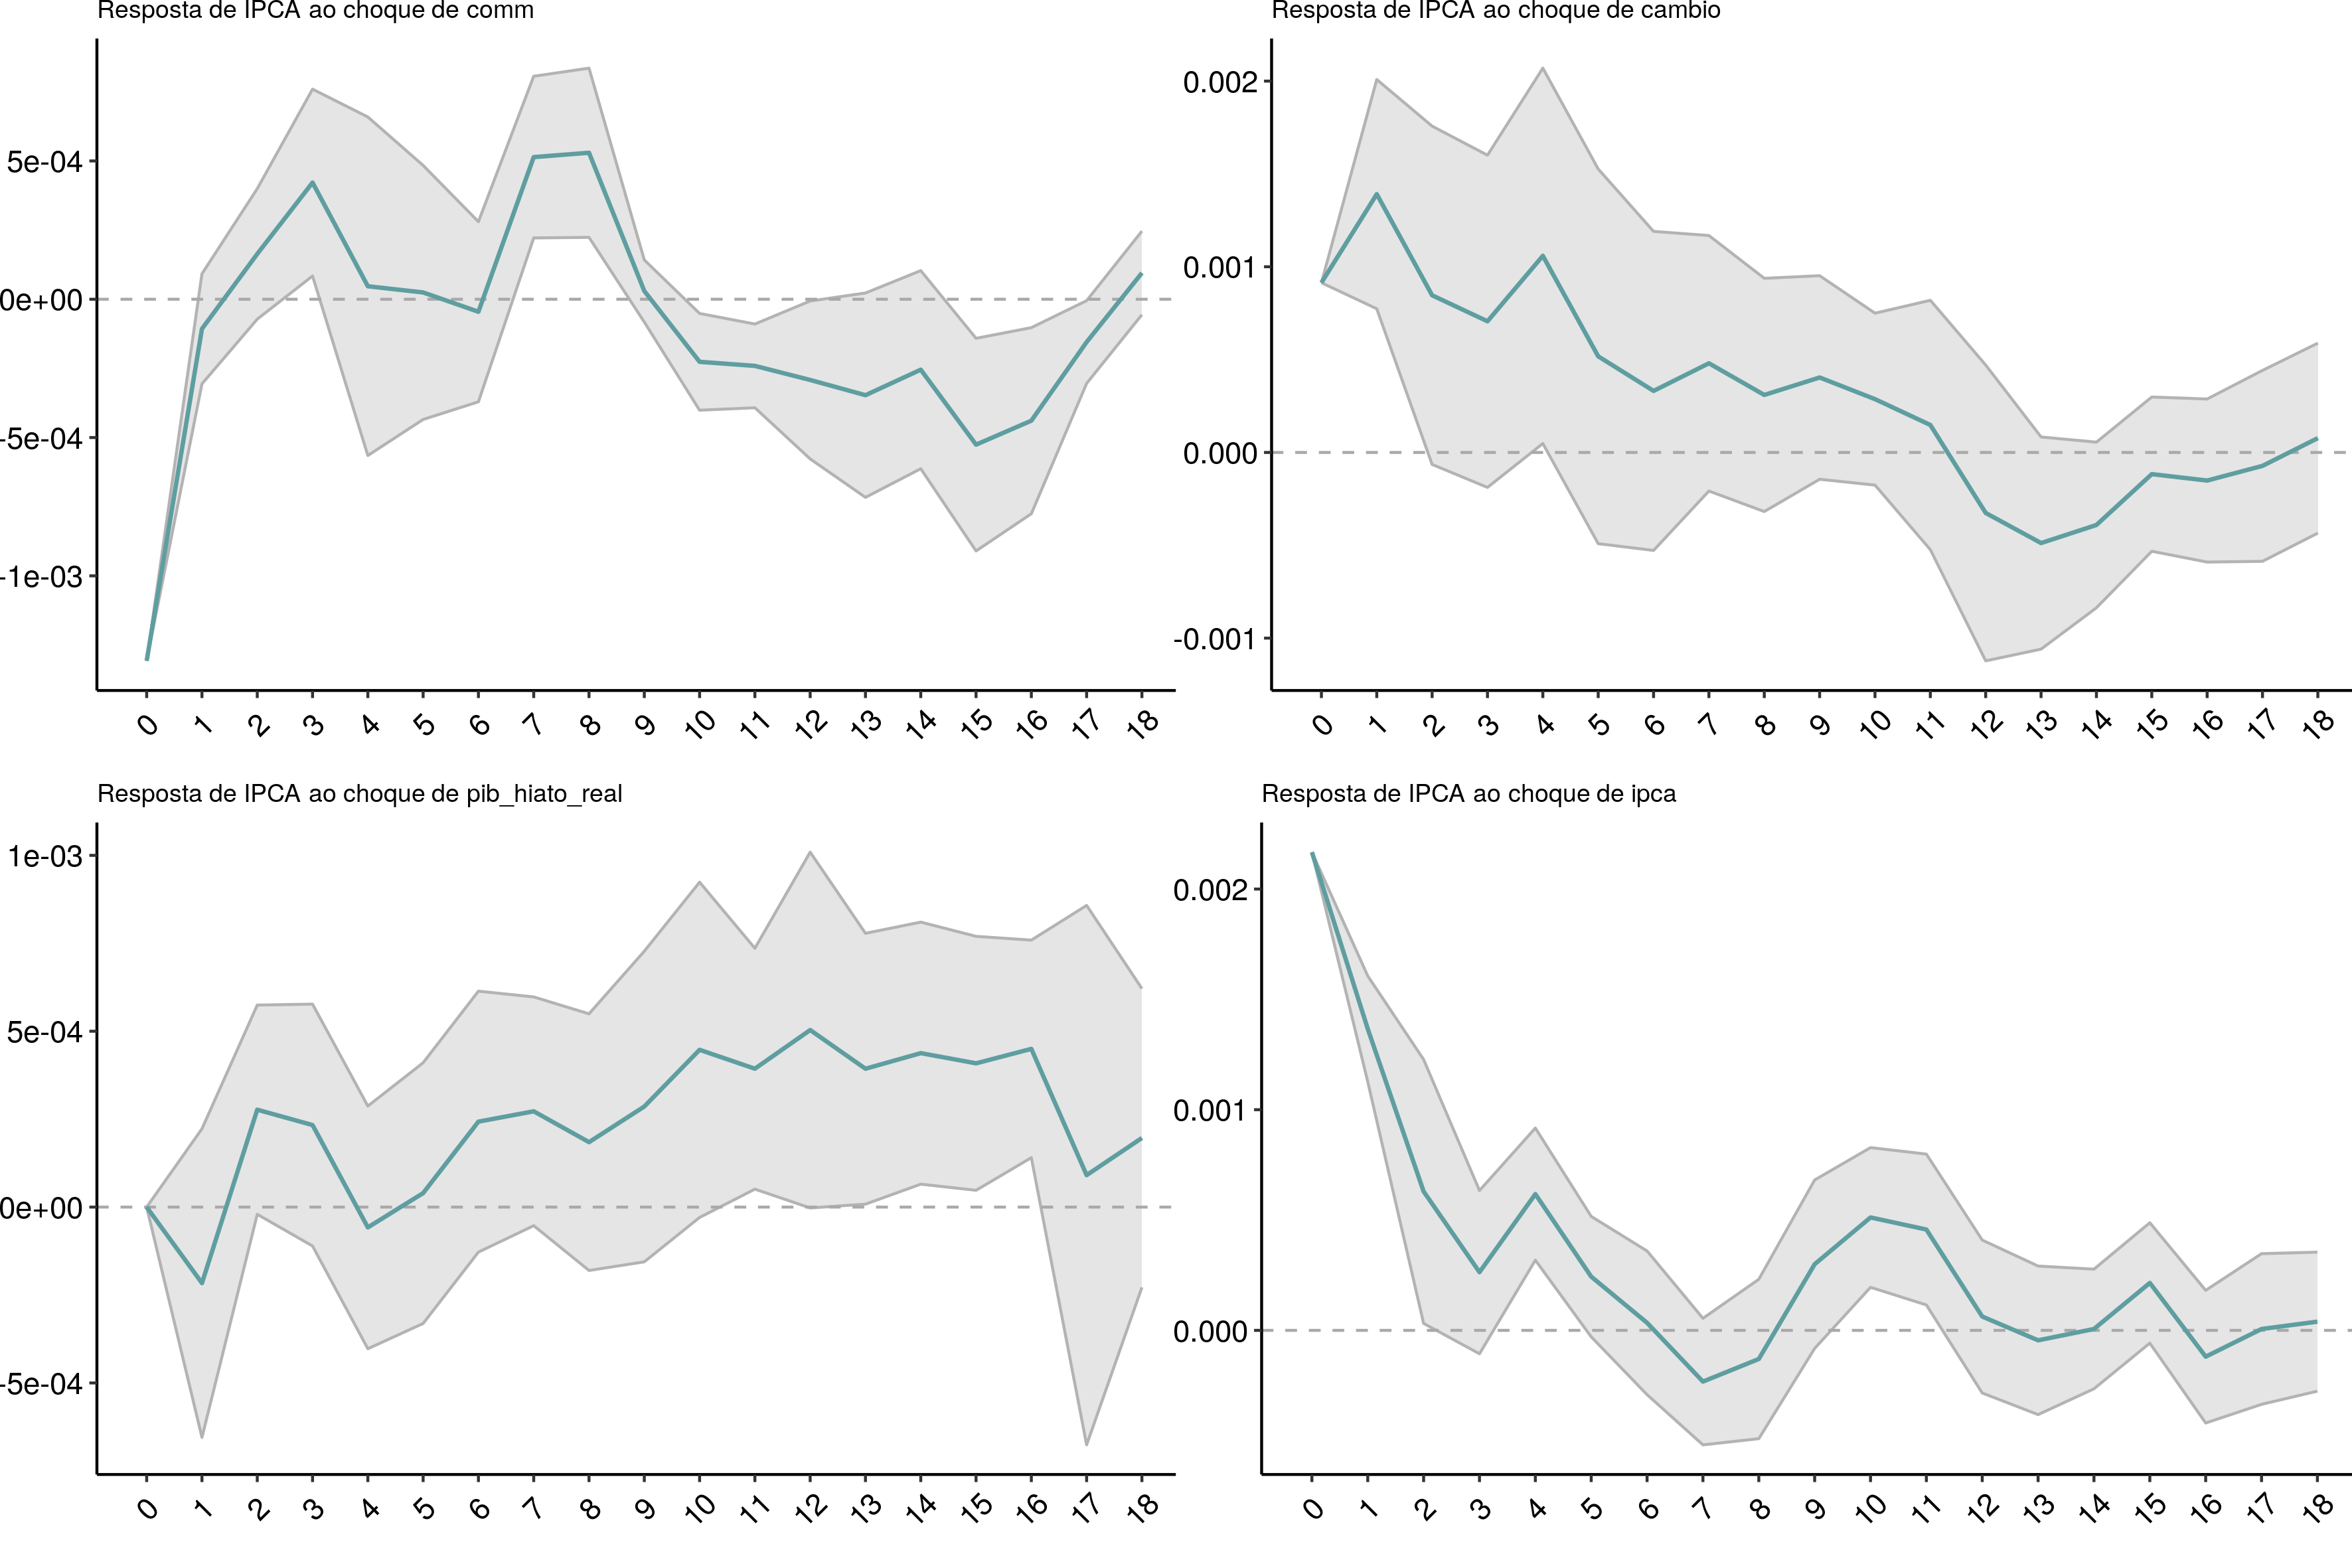 Resposta de IPCA ao choque de comm
5e-04
0e+00
-5e-04
-1e-03
0 1 2 3 4 5 6 7 8 9 10 11 12 13 14 15 16 17 18
Resposta de IPCA ao choque de cambio
0.002
0.001
0.000
-0.001
0 1 2 3 4 5 6 7 8 9 10 11 12 13 14 15 16 17 18
Resposta de IPCA ao choque de pib_hiato_real
1e-03
5e-04
0e+00
-5e-04
0 1 2 3 4 5 6 7 8 9 10 11 12 13 14 15 16 17 18
Resposta de IPCA ao choque de ipca
0.002
0.001
0.000
0 1 2 3 4 5 6 7 8 9 10 11 12 13 14 15 16 17 18